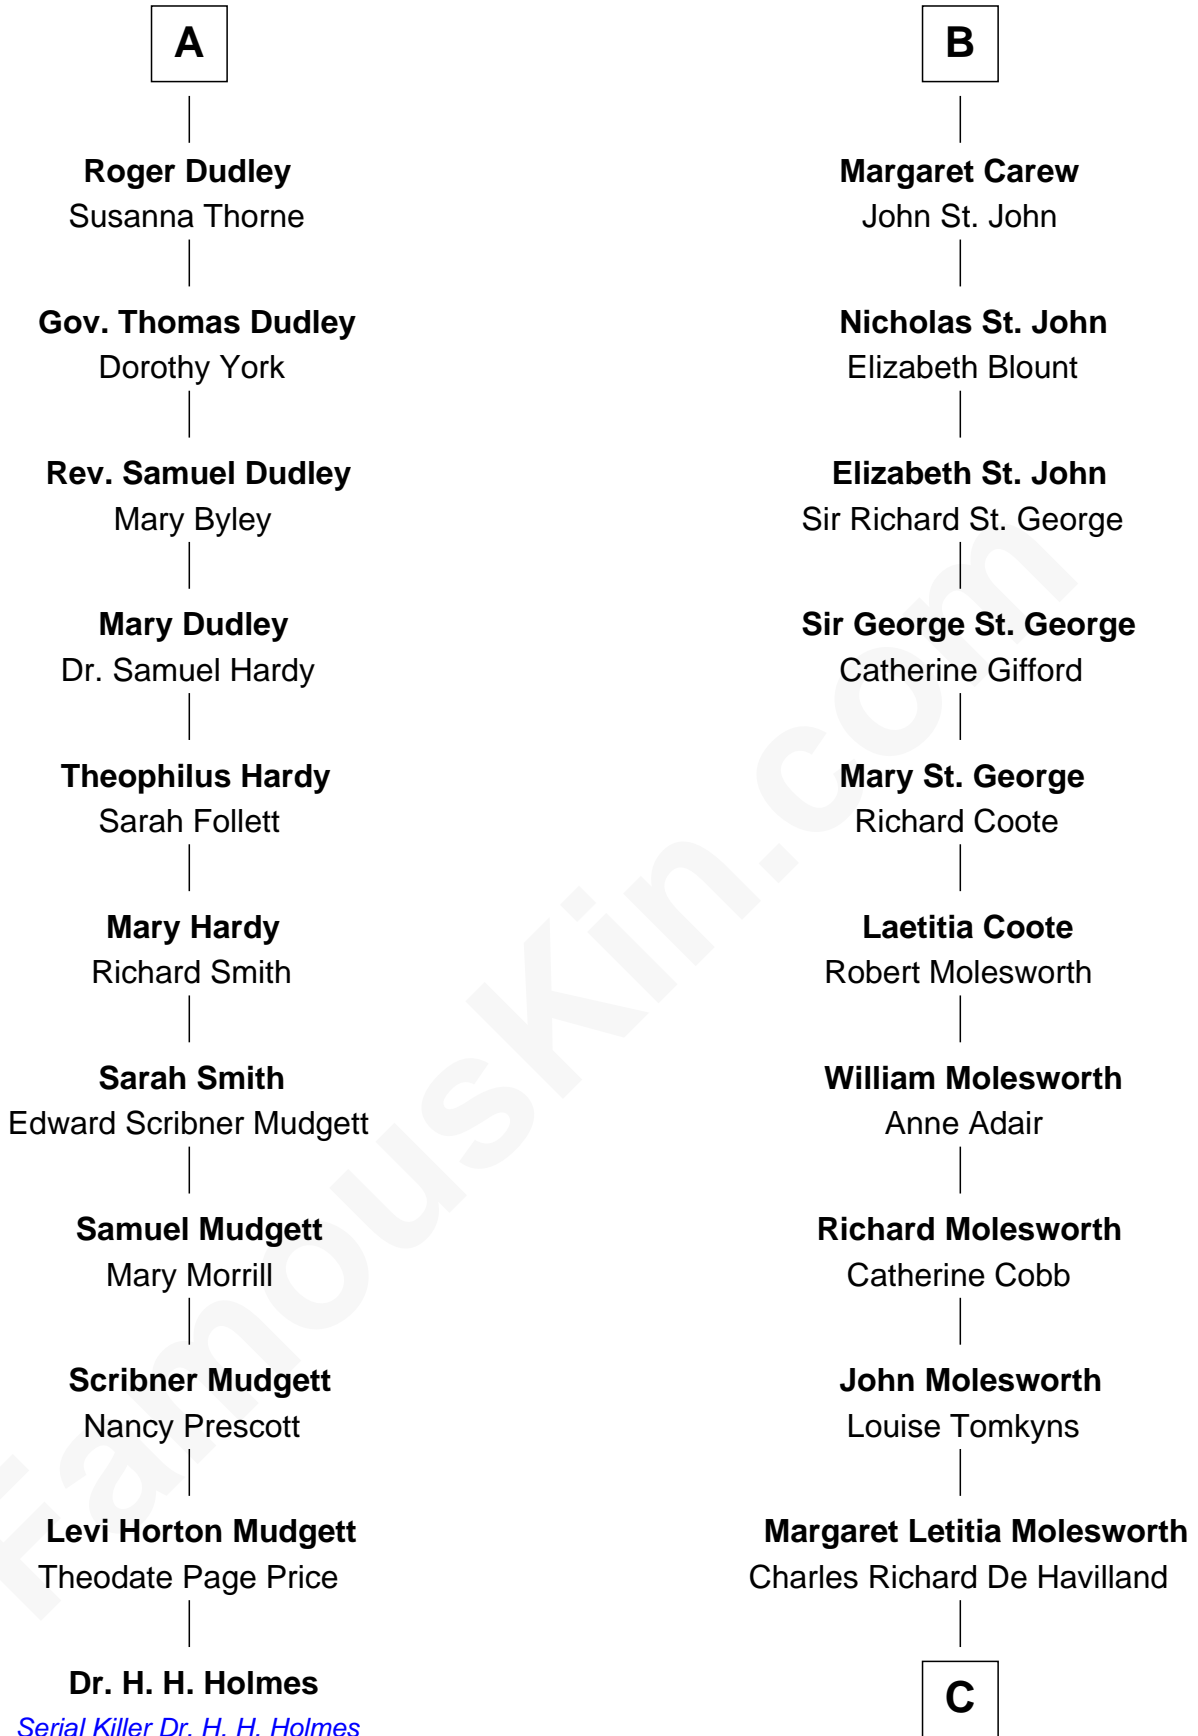 A
Roger Dudley
Susanna Thorne
Gov. Thomas Dudley
Dorothy York
Rev. Samuel Dudley
Mary Byley
Mary Dudley
Dr. Samuel Hardy
Theophilus Hardy
Sarah Follett
Mary Hardy
Richard Smith
Sarah Smith
Edward Scribner Mudgett
Samuel Mudgett
Mary Morrill
Scribner Mudgett
Nancy Prescott
Levi Horton Mudgett
Theodate Page Price
Dr. H. H. Holmes
Serial Killer Dr. H. H. Holmes
B
Margaret Carew
John St. John
Nicholas St. John
Elizabeth Blount
Elizabeth St. John
Sir Richard St. George
Sir George St. George
Catherine Gifford
Mary St. George
Richard Coote
Laetitia Coote
Robert Molesworth
William Molesworth
Anne Adair
Richard Molesworth
Catherine Cobb
John Molesworth
Louise Tomkyns
Margaret Letitia Molesworth
Charles Richard De Havilland
C
FamousKin.com